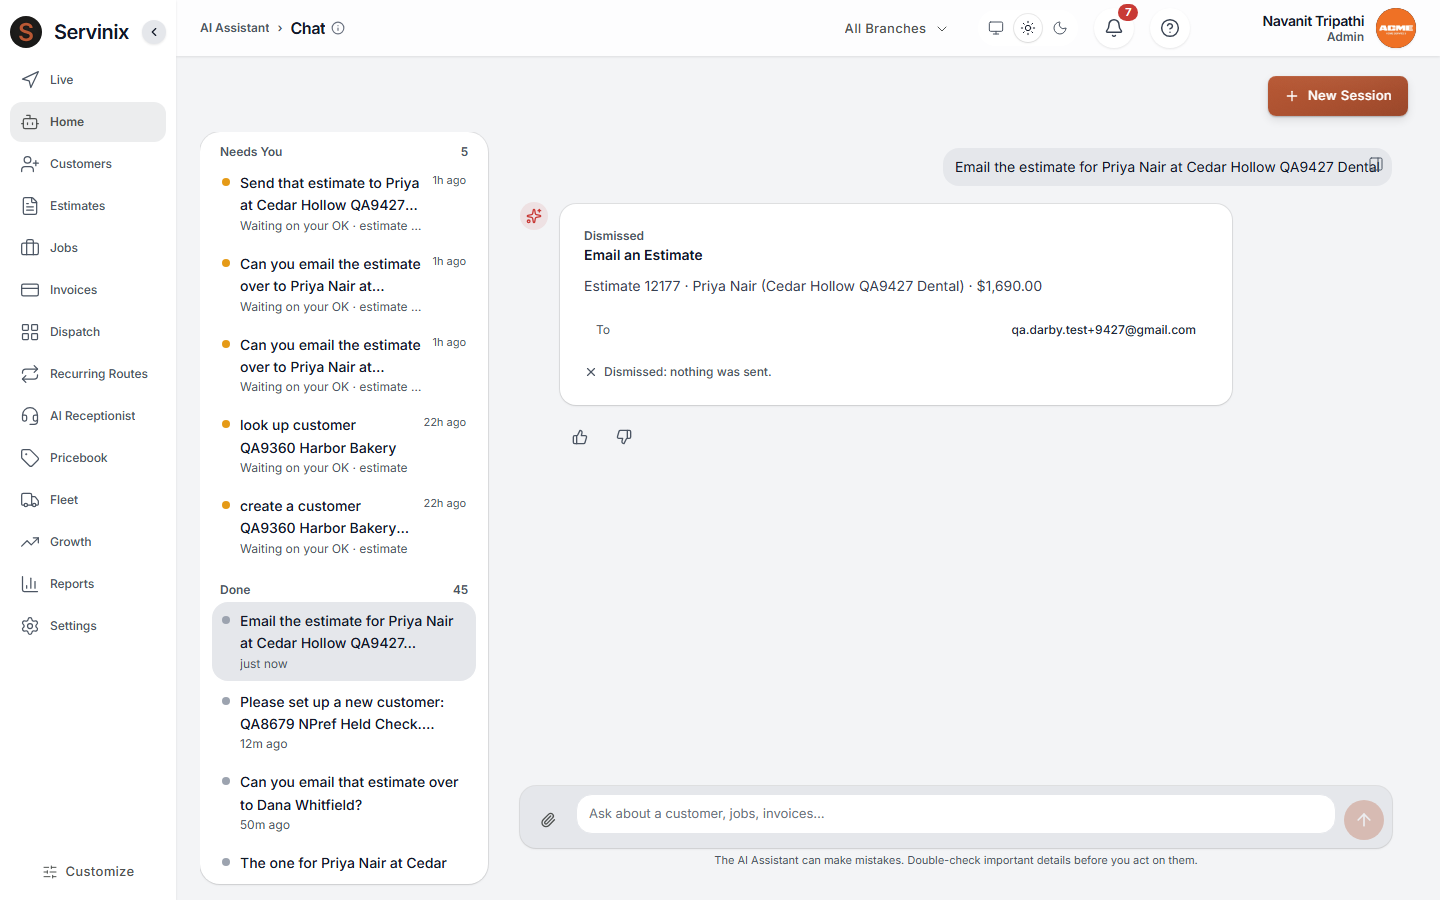 Servinix
AI Assistant › Chat
All Branches
7
Navanit Tripathi
Admin
ACME
Live
Home
Customers
Estimates
Jobs
Invoices
Dispatch
Recurring Routes
AI Receptionist
Pricebook
Fleet
Growth
Reports
Settings
Customize
New Session
Needs You 5
Send that estimate to Priya
at Cedar Hollow QA9427...
1h ago
Waiting on your OK · estimate ...
Can you email the estimate
over to Priya Nair at...
1h ago
Waiting on your OK · estimate ...
Can you email the estimate
over to Priya Nair at...
1h ago
Waiting on your OK · estimate ...
look up customer
QA9360 Harbor Bakery
22h ago
Waiting on your OK · estimate
create a customer
QA9360 Harbor Bakery...
22h ago
Waiting on your OK · estimate
Done 45
Email the estimate for Priya Nair
at Cedar Hollow QA9427...
just now
Please set up a new customer:
QA8679 NPref Held Check....
12m ago
Can you email that estimate over
to Dana Whitfield?
50m ago
The one for Priya Nair at Cedar
Email the estimate for Priya Nair at Cedar Hollow QA9427 Dental
Dismissed
Email an Estimate
Estimate 12177 · Priya Nair (Cedar Hollow QA9427 Dental) · $1,690.00
To qa.darby.test+9427@gmail.com
Dismissed: nothing was sent.
Ask about a customer, jobs, invoices...
The AI Assistant can make mistakes. Double-check important details before you act on them.